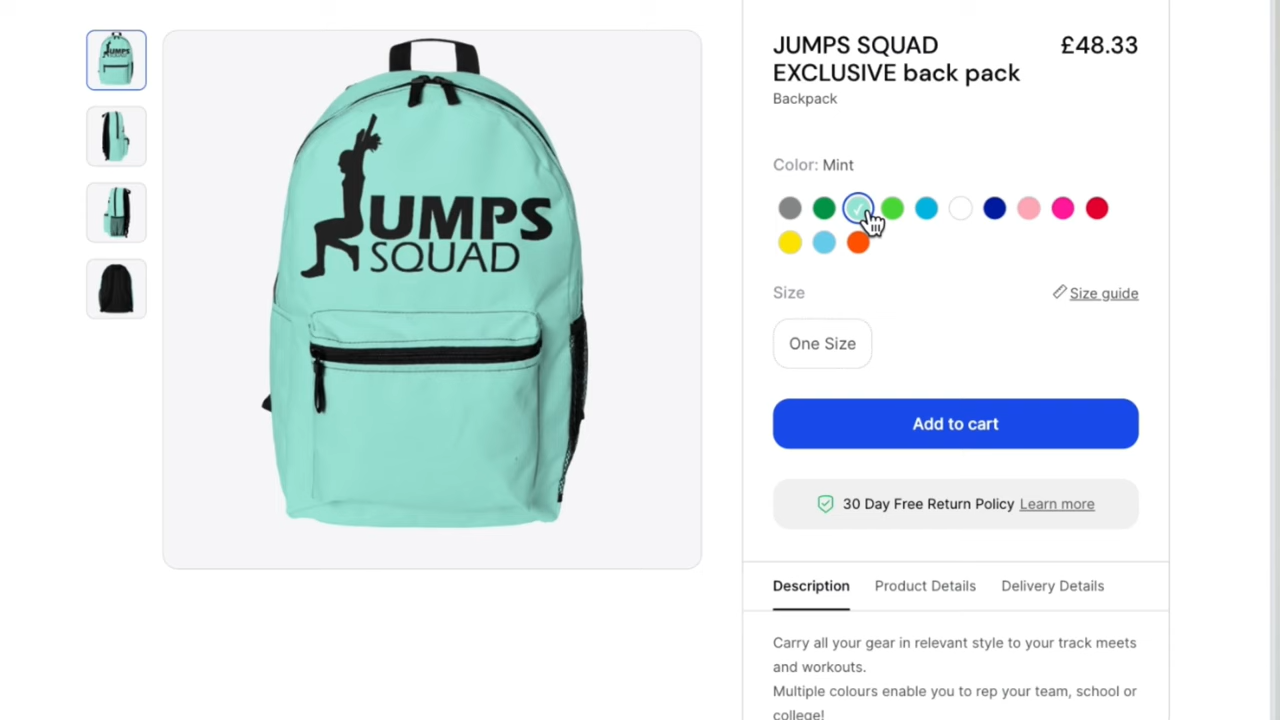 JUMPS
SQUAD
JUMPS SQUAD
EXCLUSIVE back pack
£48.33
Backpack
Color: Mint
Size
Size guide
One Size
Add to cart
30 Day Free Return Policy Learn more
Description Product Details Delivery Details
Carry all your gear in relevant style to your track meets
and workouts.
Multiple colours enable you to rep your team, school or
college!